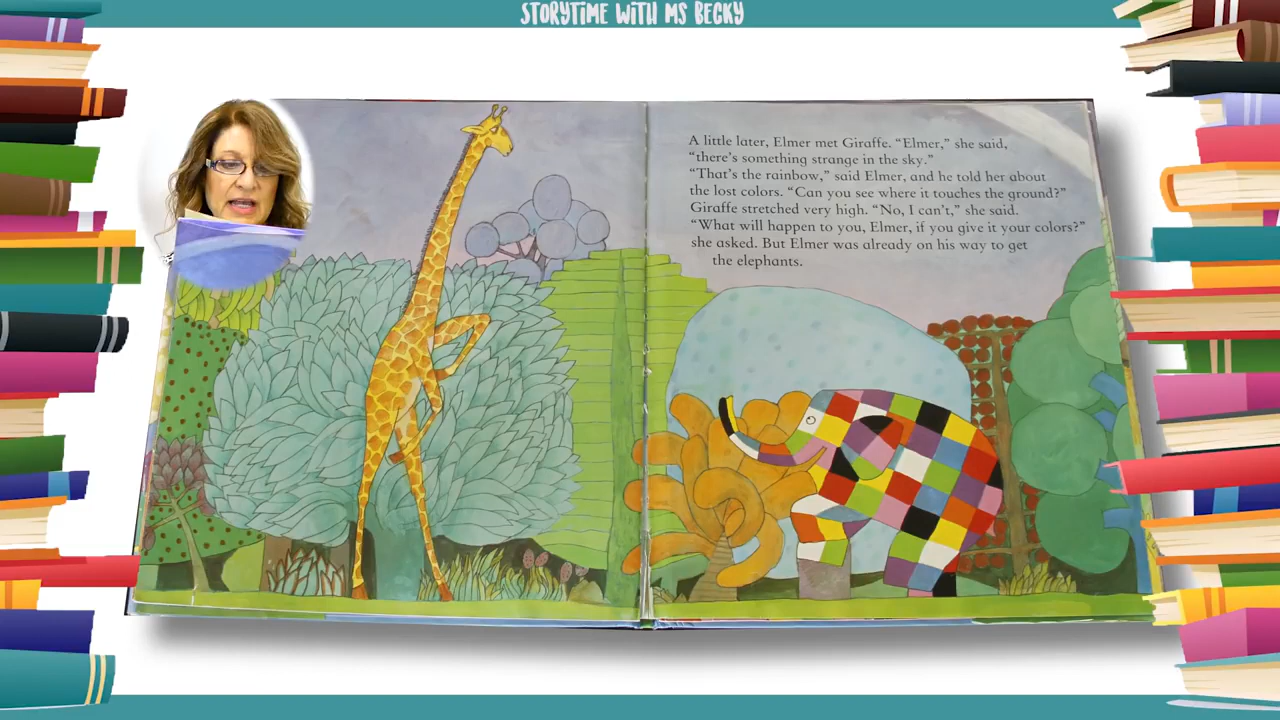 STORYTIME WITH MS BECKY
A little later, Elmer met Giraffe. “Elmer,” she said,
“there’s something strange in the sky.”
“That’s the rainbow,” said Elmer, and he told her about
the lost colors. “Can you see where it touches the ground?”
Giraffe stretched very high. “No, I can’t,” she said.
“What will happen to you, Elmer, if you give it your colors?”
she asked. But Elmer was already on his way to get
the elephants.